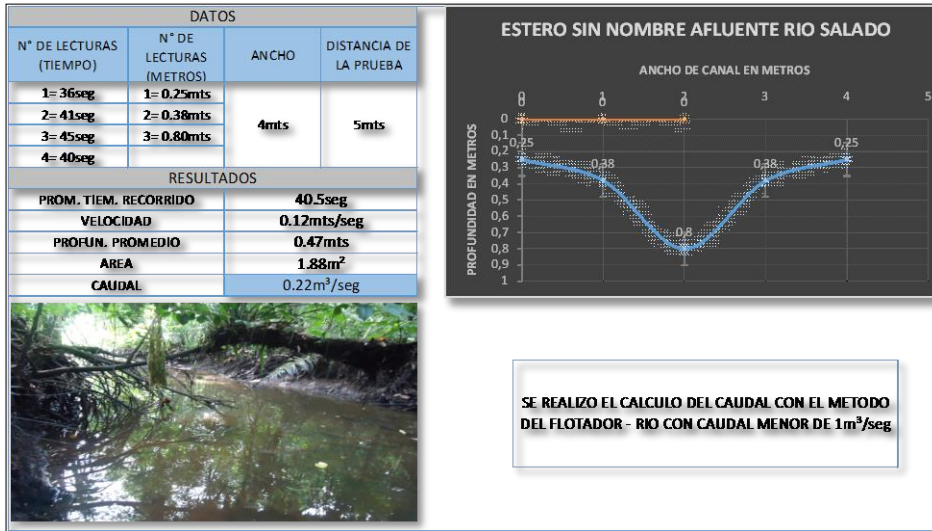 DATOS
N° DE LECTURAS (TIEMPO)
N° DE LECTURAS (METROS)
ANCHO
DISTANCIA DE LA PRUEBA
1= 36seg
1= 0.25mts
2= 41seg
2= 0.38mts
3= 45seg
3= 0.80mts
4= 40seg
4mts
5mts
RESULTADOS
PROM. TIEM. RECORRIDO
40.5seg
VELOCIDAD
0.12mts/seg
PROFUN. PROMEDIO
0.47mts
AREA
1.88m²
CAUDAL
0.22m³/seg
ESTERO SIN NOMBRE AFLUENTE RIO SALADO
ANCHO DE CANAL EN METROS
3 4 5
PROFUNDIDAD EN METROS
0
0,1
0,2
0,3
0,4
0,5
0,6
0,7
0,8
0,9
1
0,25
0,38
0,8
0,38
0,25
SE REALIZO EL CALCULO DEL CAUDAL CON EL METODO
DEL FLOTADOR - RIO CON CAUDAL MENOR DE 1m³/seg